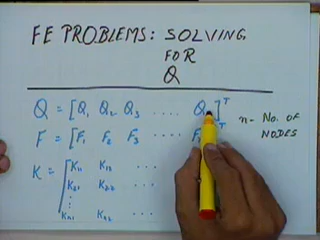 FE PROBLEMS: SOLVING
FOR
Q
Q = [Q₁ Q₂ Q₃ .... Q ]ᵀ
F = [F₁ F₂ F₃ .... F ᵀ
n- No. OF
NODES
K = [K₁₁ K₁₂ ...
K₂₁ K₂₂ ...
⋮
Kₙ₁ Kₙ₂ ...